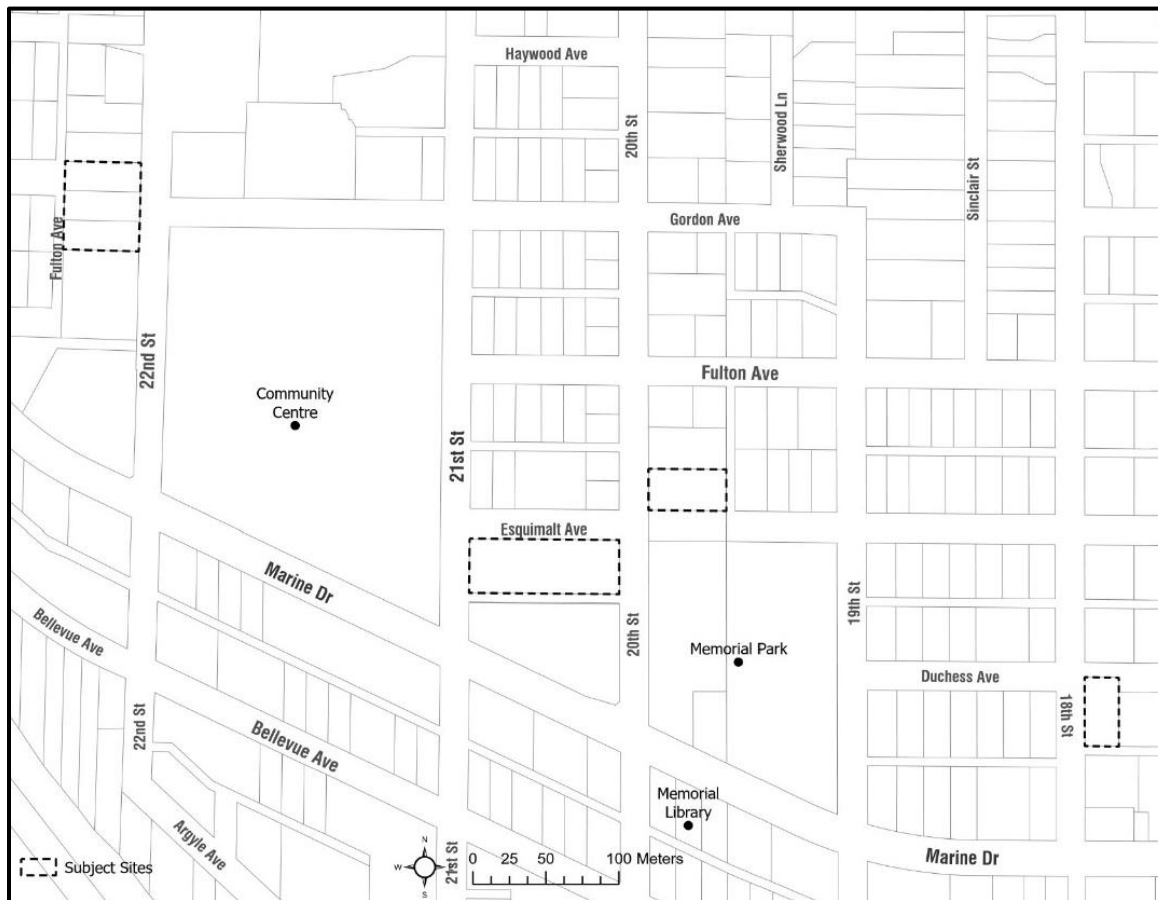 Haywood Ave
20th St
Sherwood Ln
Sinclair St
Gordon Ave
Fulton Ave
22nd St
Fulton Ave
Community
Centre
21st St
Esquimalt Ave
Marine Dr
19th St
Bellevue Ave
20th St
Memorial Park
Duchess Ave
18th St
22nd St
Bellevue Ave
Memorial
Library
Argyle Ave
21st St
Marine Dr
Subject Sites
N
W
S
0 25 50 100 Meters